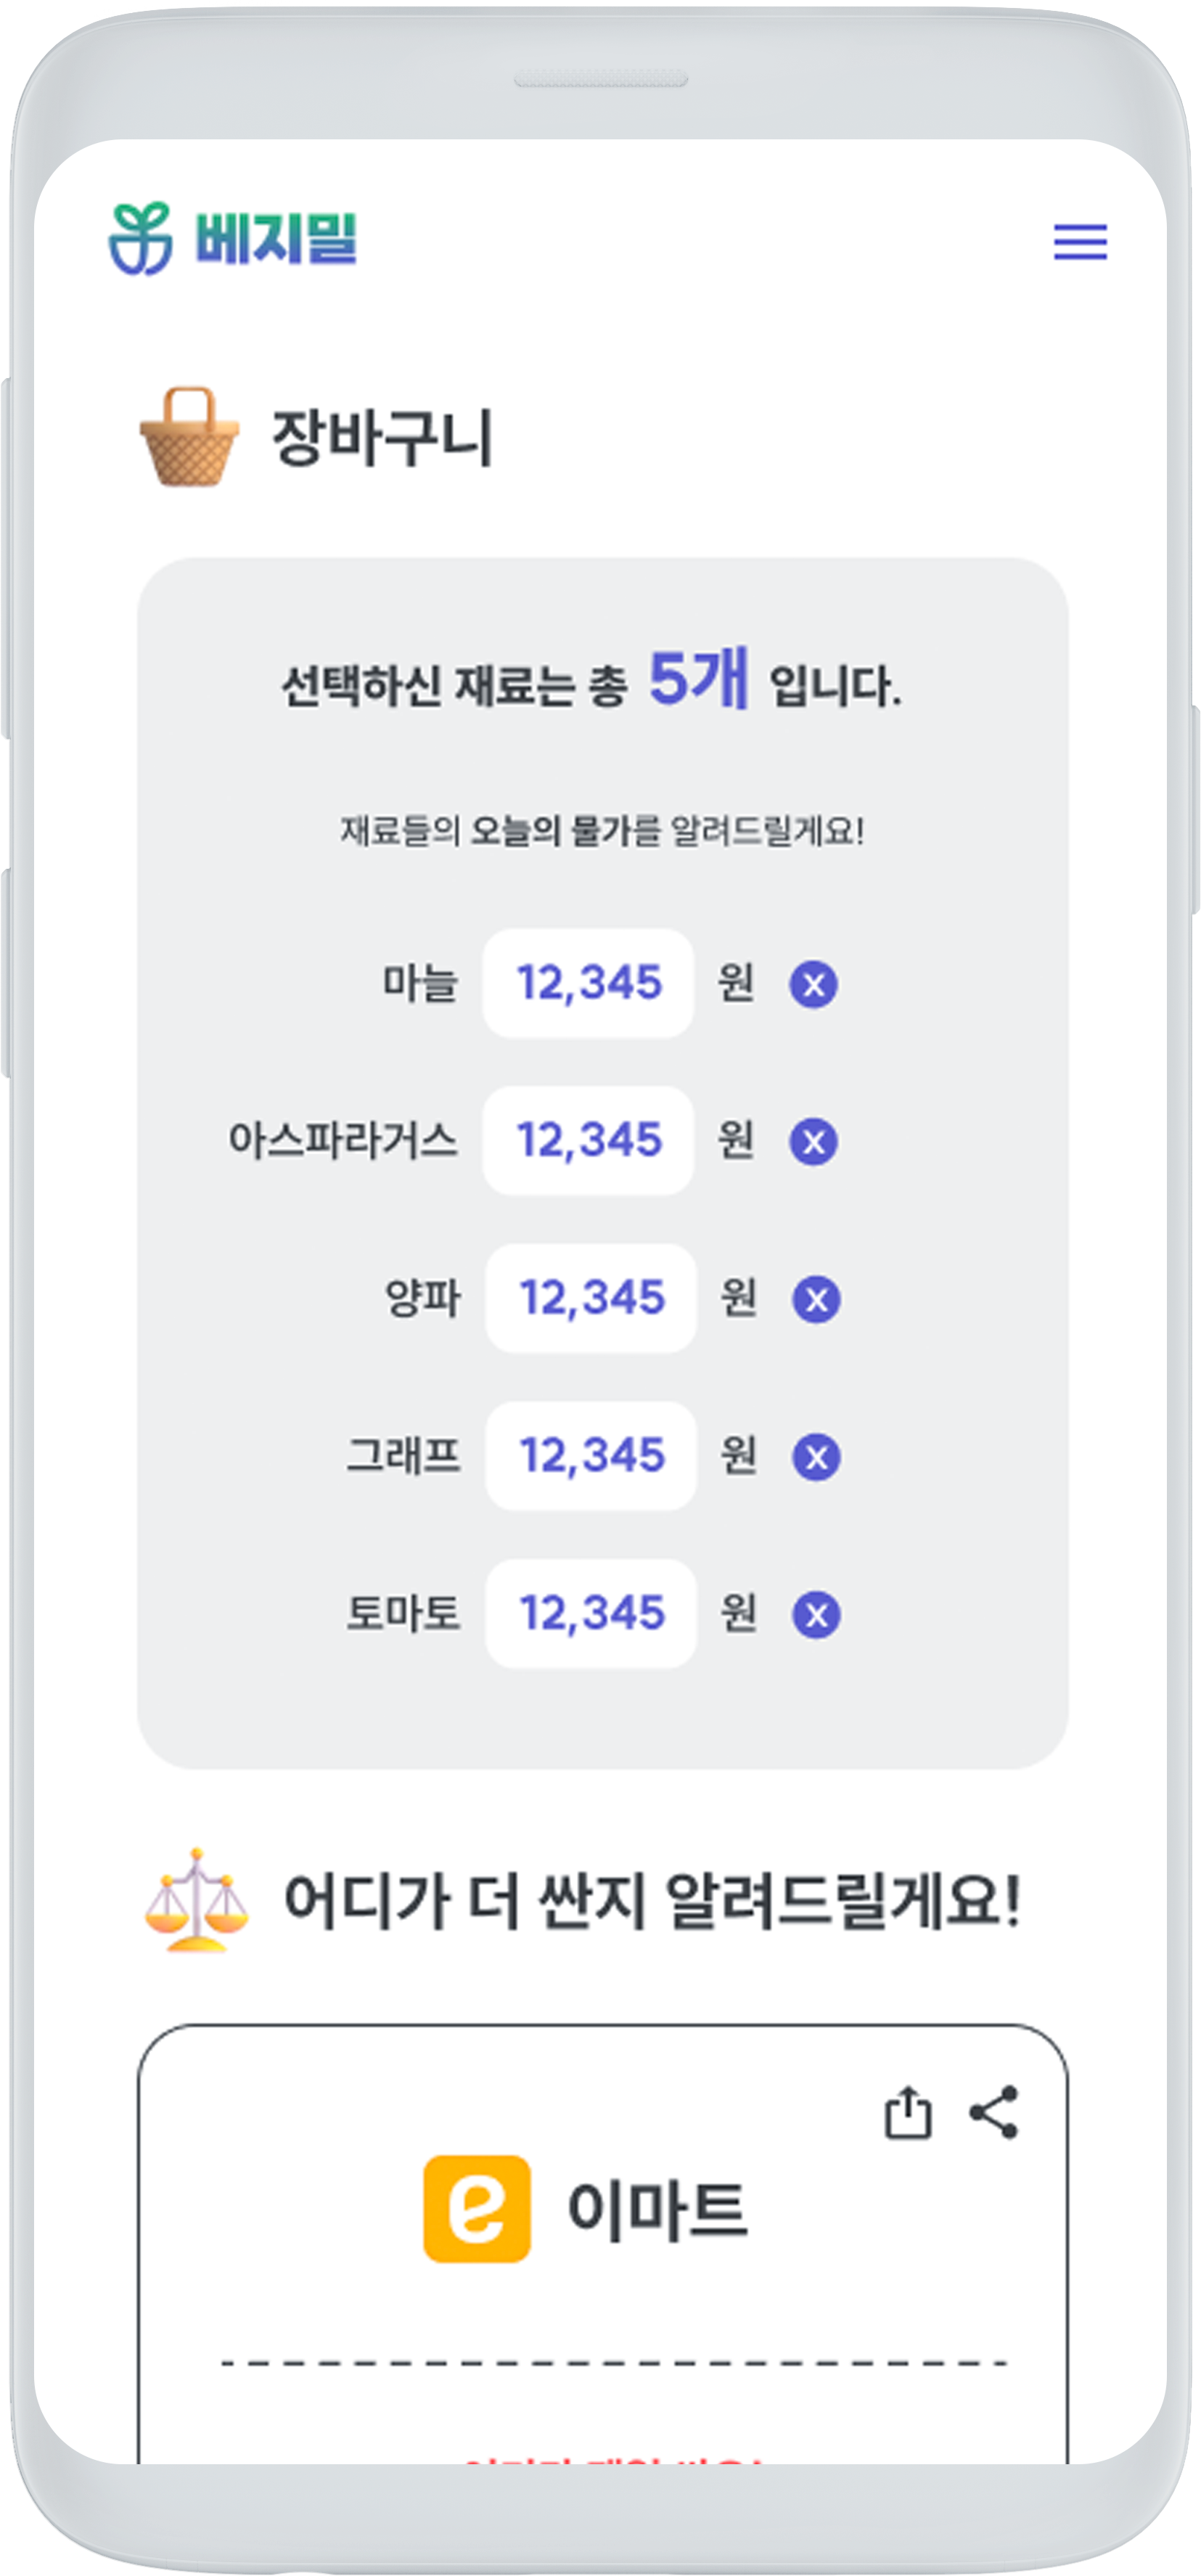 베지밀
장바구니
선택하신 재료는 총 5개 입니다.
재료들의 오늘의 물가를 알려드릴게요!
마늘 12,345 원 X
아스파라거스 12,345 원 X
양파 12,345 원 X
그래프 12,345 원 X
토마토 12,345 원 X
어디가 더 싼지 알려드릴게요!
e 이마트